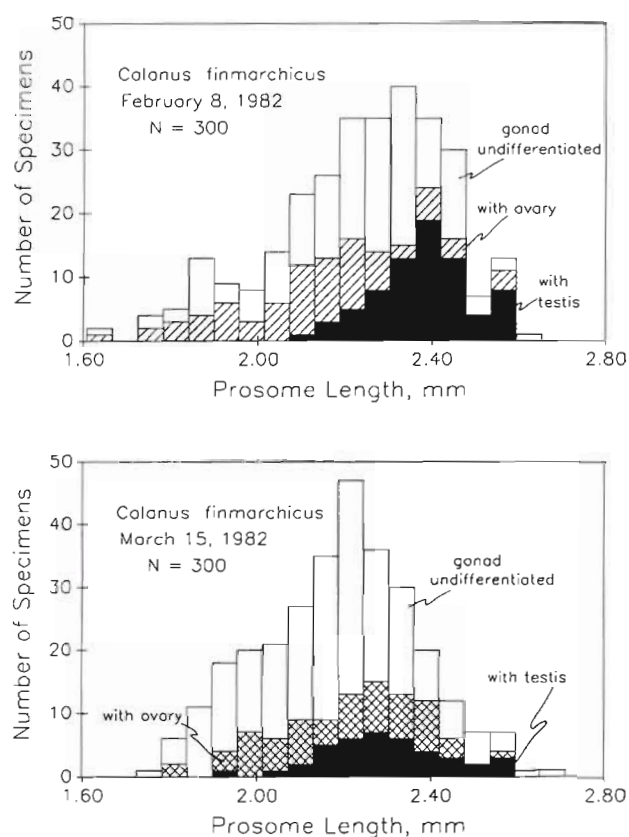 50
40
30
20
10
0
Number of Specimens
Calanus finmarchicus
February 8, 1982
N = 300
gonad
undifferentiated
with ovary
with
testis
1.60
2.00
2.40
2.80
Prosome Length, mm
50
40
30
20
10
0
Number of Specimens
Calanus finmarchicus
March 15, 1982
N = 300
gonad
undifferentiated
with ovary
with testis
1.60
2.00
2.40
2.80
Prosome Length, mm